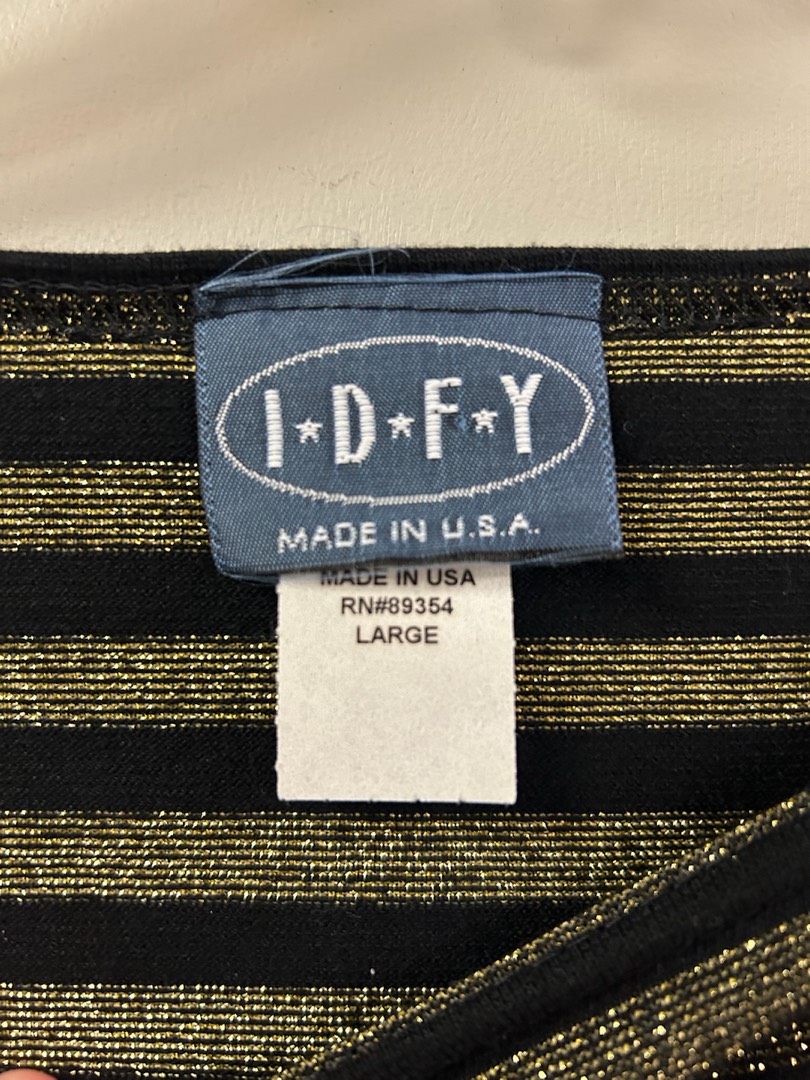 I★D★F★Y
MADE IN U.S.A.
MADE IN USA
RN#89354
LARGE